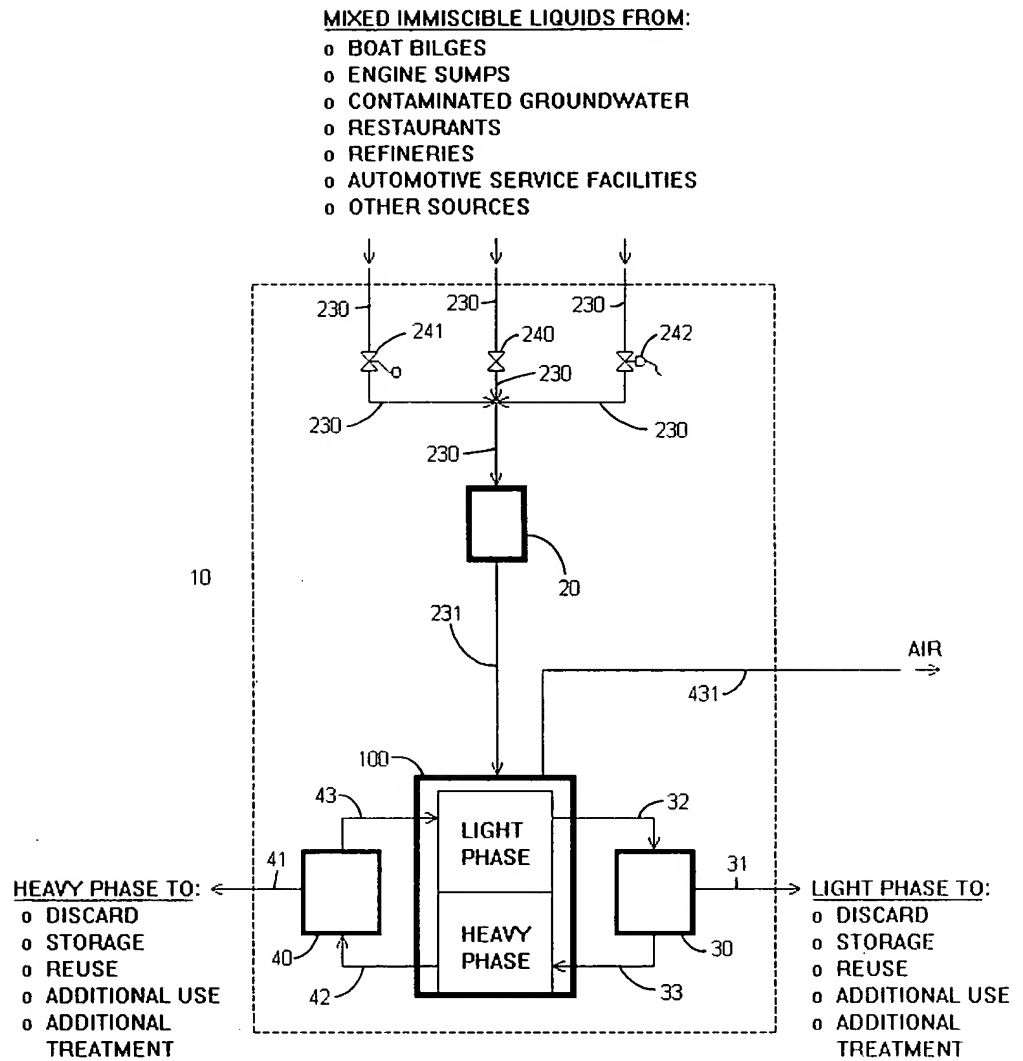 MIXED IMMISCIBLE LIQUIDS FROM:
o BOAT BILGES
o ENGINE SUMPS
o CONTAMINATED GROUNDWATER
o RESTAURANTS
o REFINERIES
o AUTOMOTIVE SERVICE FACILITIES
o OTHER SOURCES
230
230
230
241
240
242
230
230
230
230
20
10
231
AIR
431
100
43
32
LIGHT
PHASE
41
31
HEAVY
PHASE
40
30
42
33
HEAVY PHASE TO:
o DISCARD
o STORAGE
o REUSE
o ADDITIONAL USE
o ADDITIONAL
TREATMENT
LIGHT PHASE TO:
o DISCARD
o STORAGE
o REUSE
o ADDITIONAL USE
o ADDITIONAL
TREATMENT